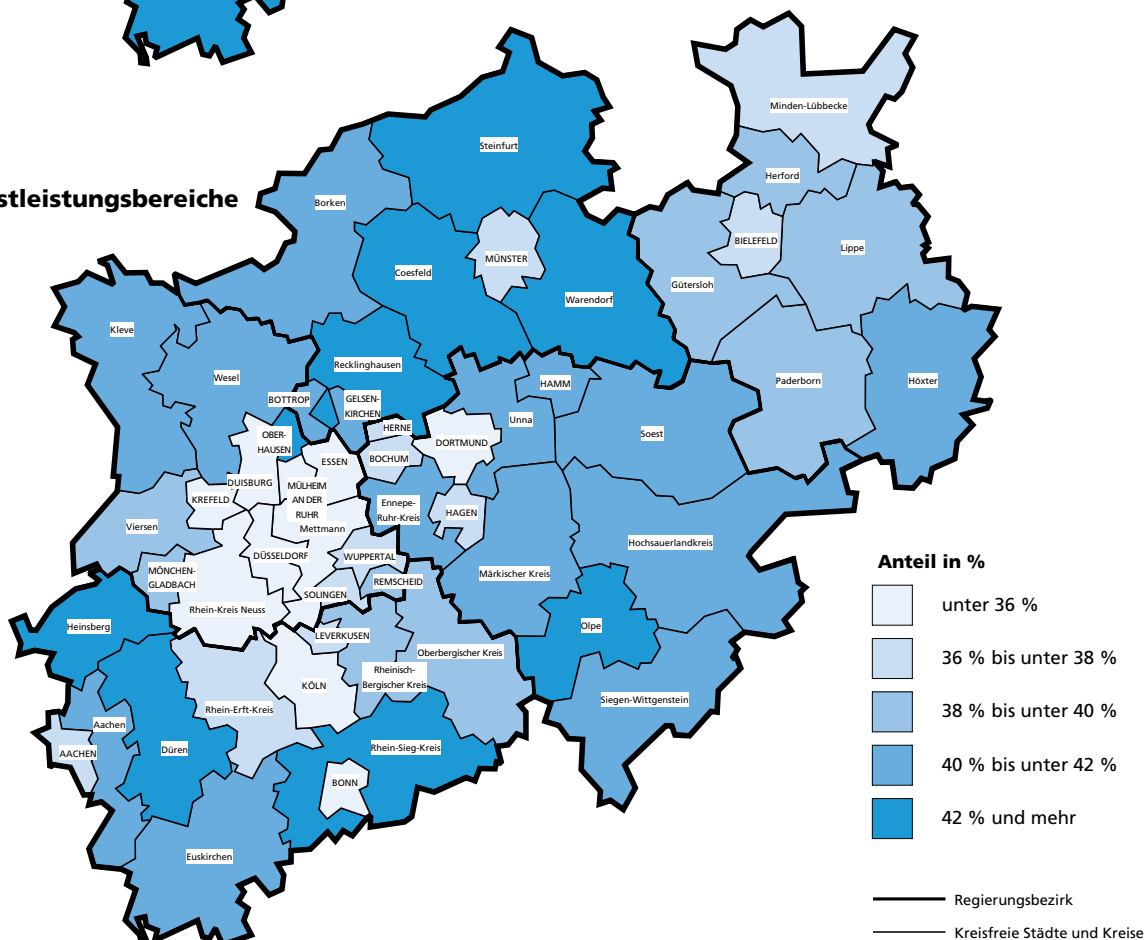 Minden-Lübbecke
Steinfurt
Herford
stleistungsbereiche
Borken
BIELEFELD
Lippe
MÜNSTER
Coesfeld
Gütersloh
Warendorf
Kleve
Recklinghausen
Wesel
HAMM
Paderborn
Höxter
BOTTROP
GELSEN-
KIRCHEN
Unna
HERNE
Soest
OBER-
HAUSEN
DORTMUND
ESSEN
BOCHUM
DUISBURG
MÜLHEIM
AN DER
RUHR
KREFELD
Ennepe-
Ruhr-Kreis
HAGEN
Viersen
Mettmann
Hochsauerlandkreis
DÜSSELDORF
WUPPERTAL
Anteil in %
MÖNCHEN-
GLADBACH
Märkischer Kreis
REMSCHEID
SOLINGEN
unter 36 %
Rhein-Kreis Neuss
Heinsberg
Olpe
LEVERKUSEN
Oberbergischer Kreis
36 % bis unter 38 %
Rheinisch-
Bergischer Kreis
KÖLN
Siegen-Wittgenstein
Rhein-Erft-Kreis
38 % bis unter 40 %
Aachen
AACHEN
Düren
Rhein-Sieg-Kreis
40 % bis unter 42 %
BONN
42 % und mehr
Euskirchen
Regierungsbezirk
Kreisfreie Städte und Kreise